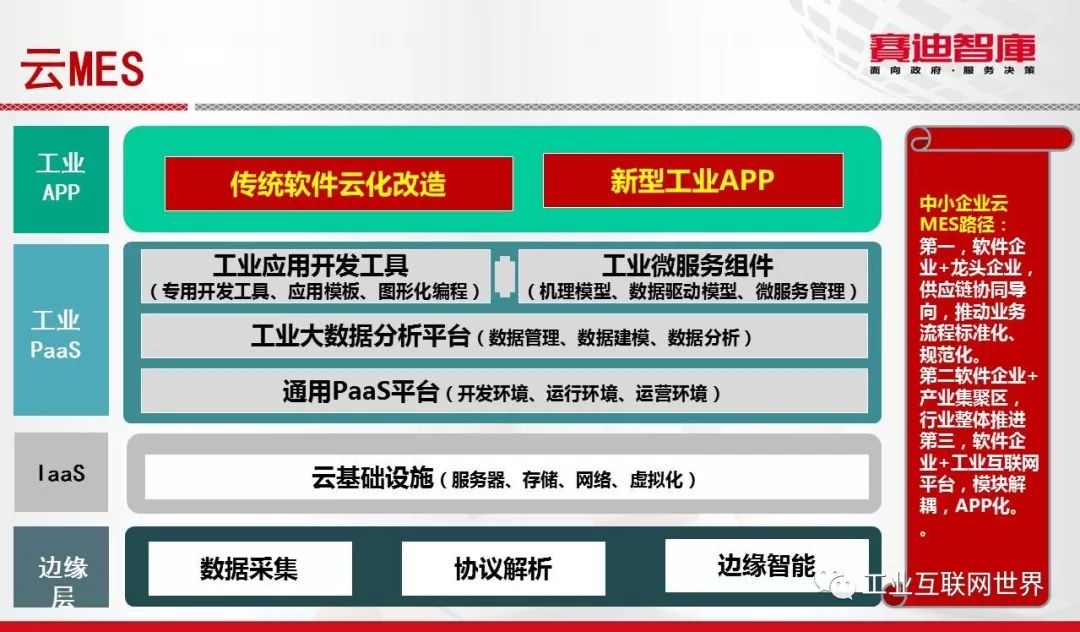 云MES
赛迪智庫
面向政府·服务决策
工业
APP
传统软件云化改造
新型工业APP
工业
PaaS
工业应用开发工具
（专用开发工具、应用模板、图形化编程）
工业微服务组件
（机理模型、数据驱动模型、微服务管理）
工业大数据分析平台（数据管理、数据建模、数据分析）
通用PaaS平台（开发环境、运行环境、运营环境）
IaaS
云基础设施（服务器、存储、网络、虚拟化）
边缘
层
数据采集
协议解析
边缘智能
中小企业云
MES路径：
第一，软件企
业+龙头企业，
供应链协同导
向，推动业务
流程标准化、
规范化。
第二软件企业+
产业集聚区，
行业整体推进
第三，软件企
业+工业互联网
平台，模块解
耦，APP化。
。
工业互联网世界